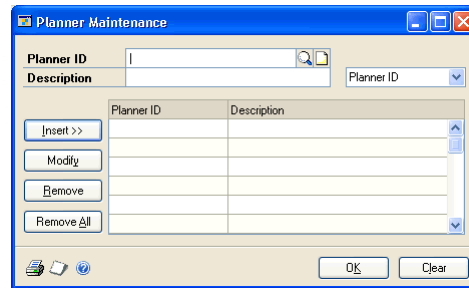 Planner Maintenance
Planner ID
Description
Planner ID
Planner ID Description
Insert >>
Modify
Remove
Remove All
OK Clear